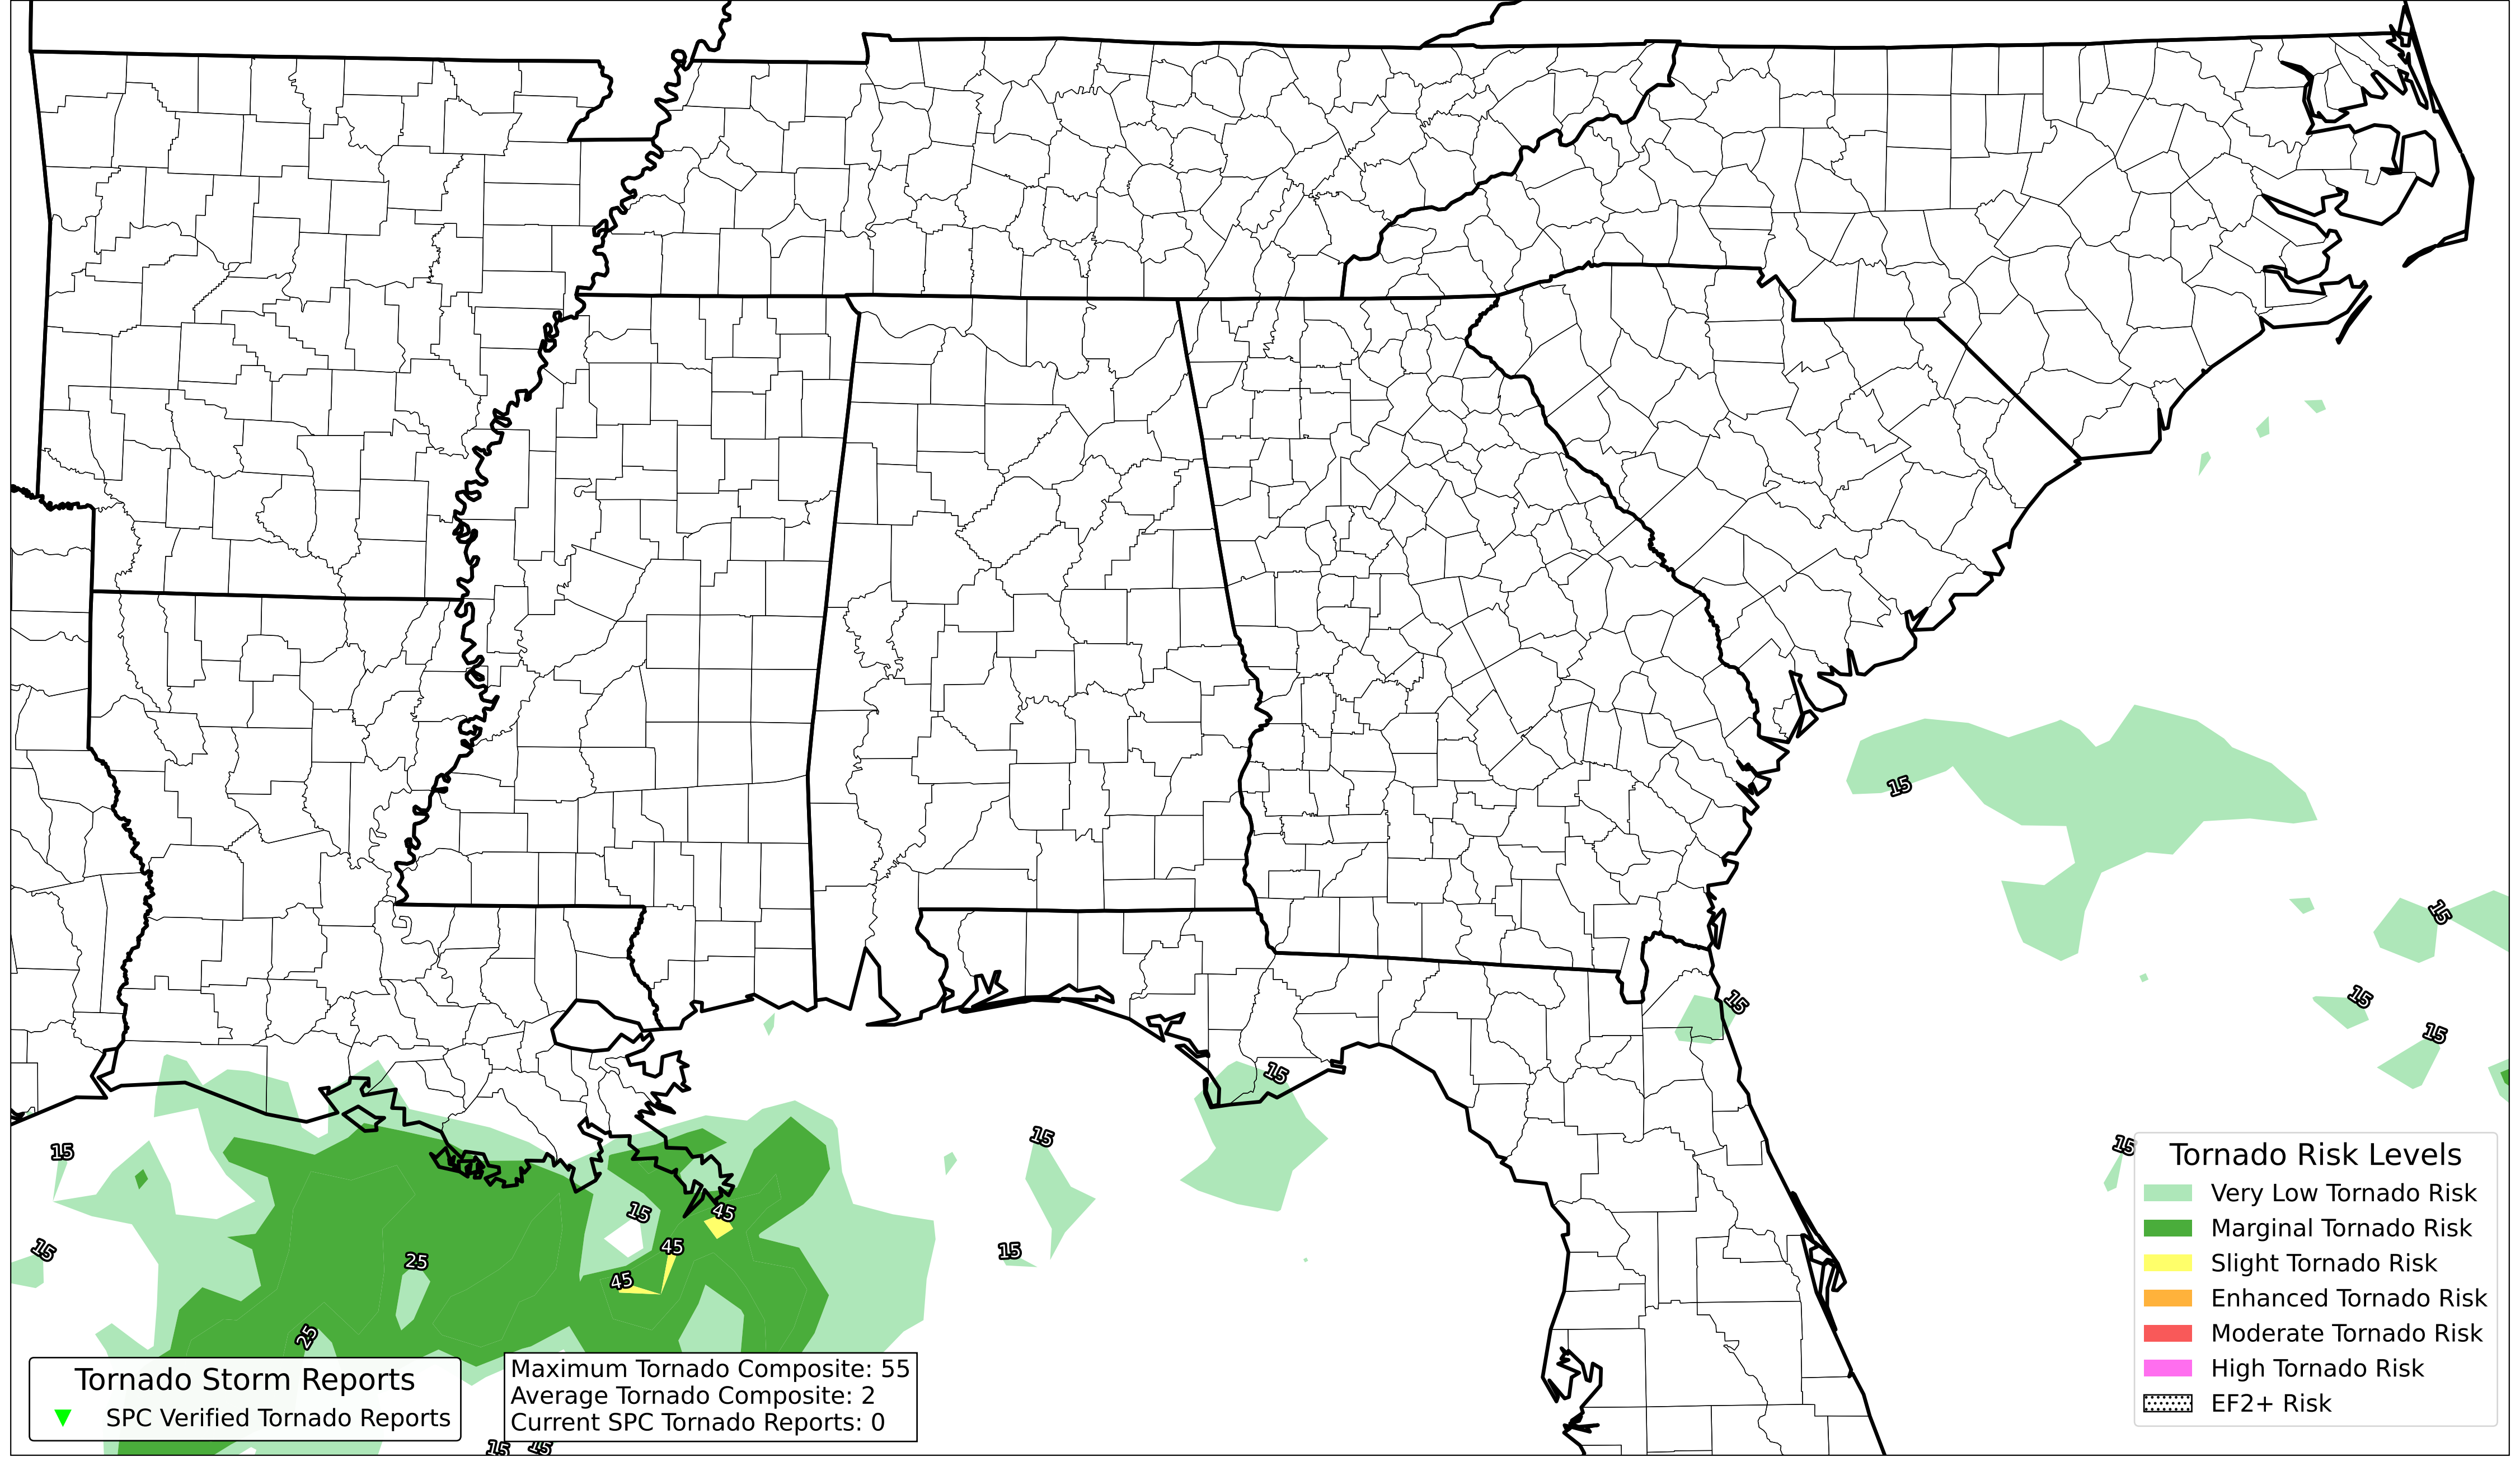 15
15
15
15
15
15
15
15
15
15
15
15
15
45
45
45
25
25
15
15
Tornado Risk Levels
Very Low Tornado Risk
Marginal Tornado Risk
Slight Tornado Risk
Enhanced Tornado Risk
Moderate Tornado Risk
High Tornado Risk
EF2+ Risk
Tornado Storm Reports
SPC Verified Tornado Reports
Maximum Tornado Composite: 55
Average Tornado Composite: 2
Current SPC Tornado Reports: 0